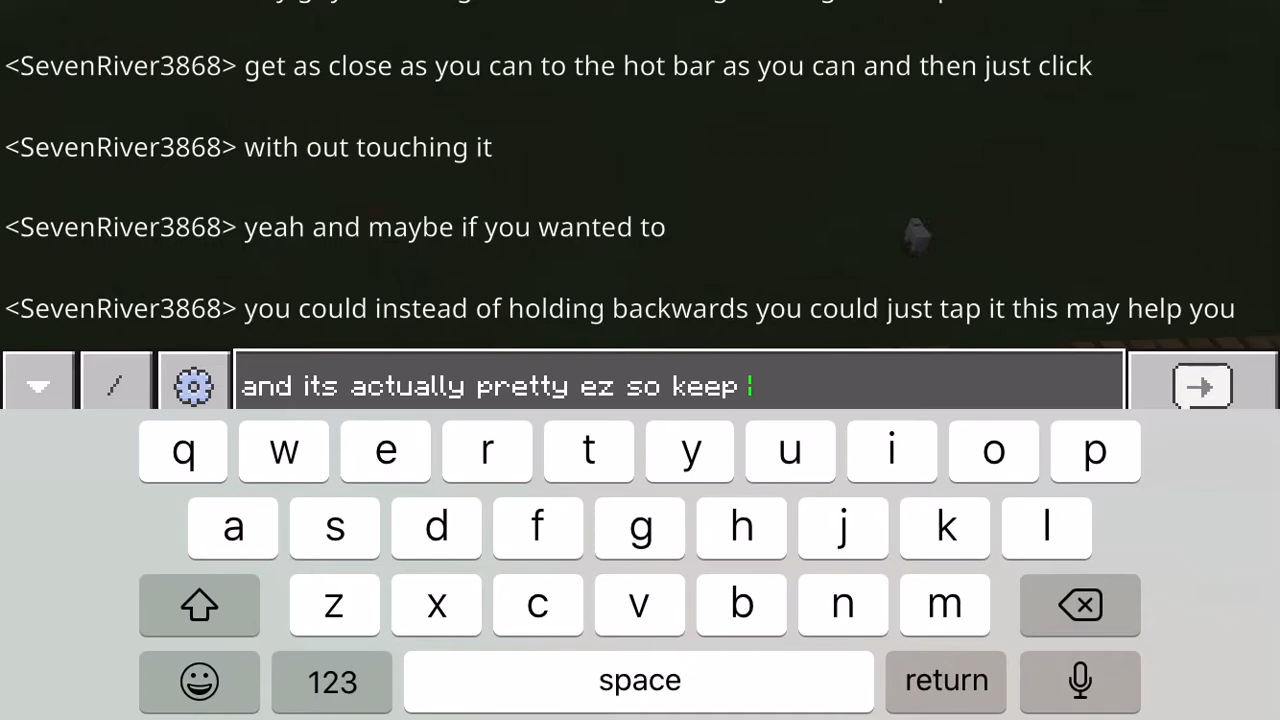 <SevenRiver3868> get as close as you can to the hot bar as you can and then just click
<SevenRiver3868> with out touching it
<SevenRiver3868> yeah and maybe if you wanted to
<SevenRiver3868> you could instead of holding backwards you could just tap it this may help you
/ and its actually pretty ez so keep
q w e r t y u i o p
a s d f g h j k l
z x c v b n m
123 space return